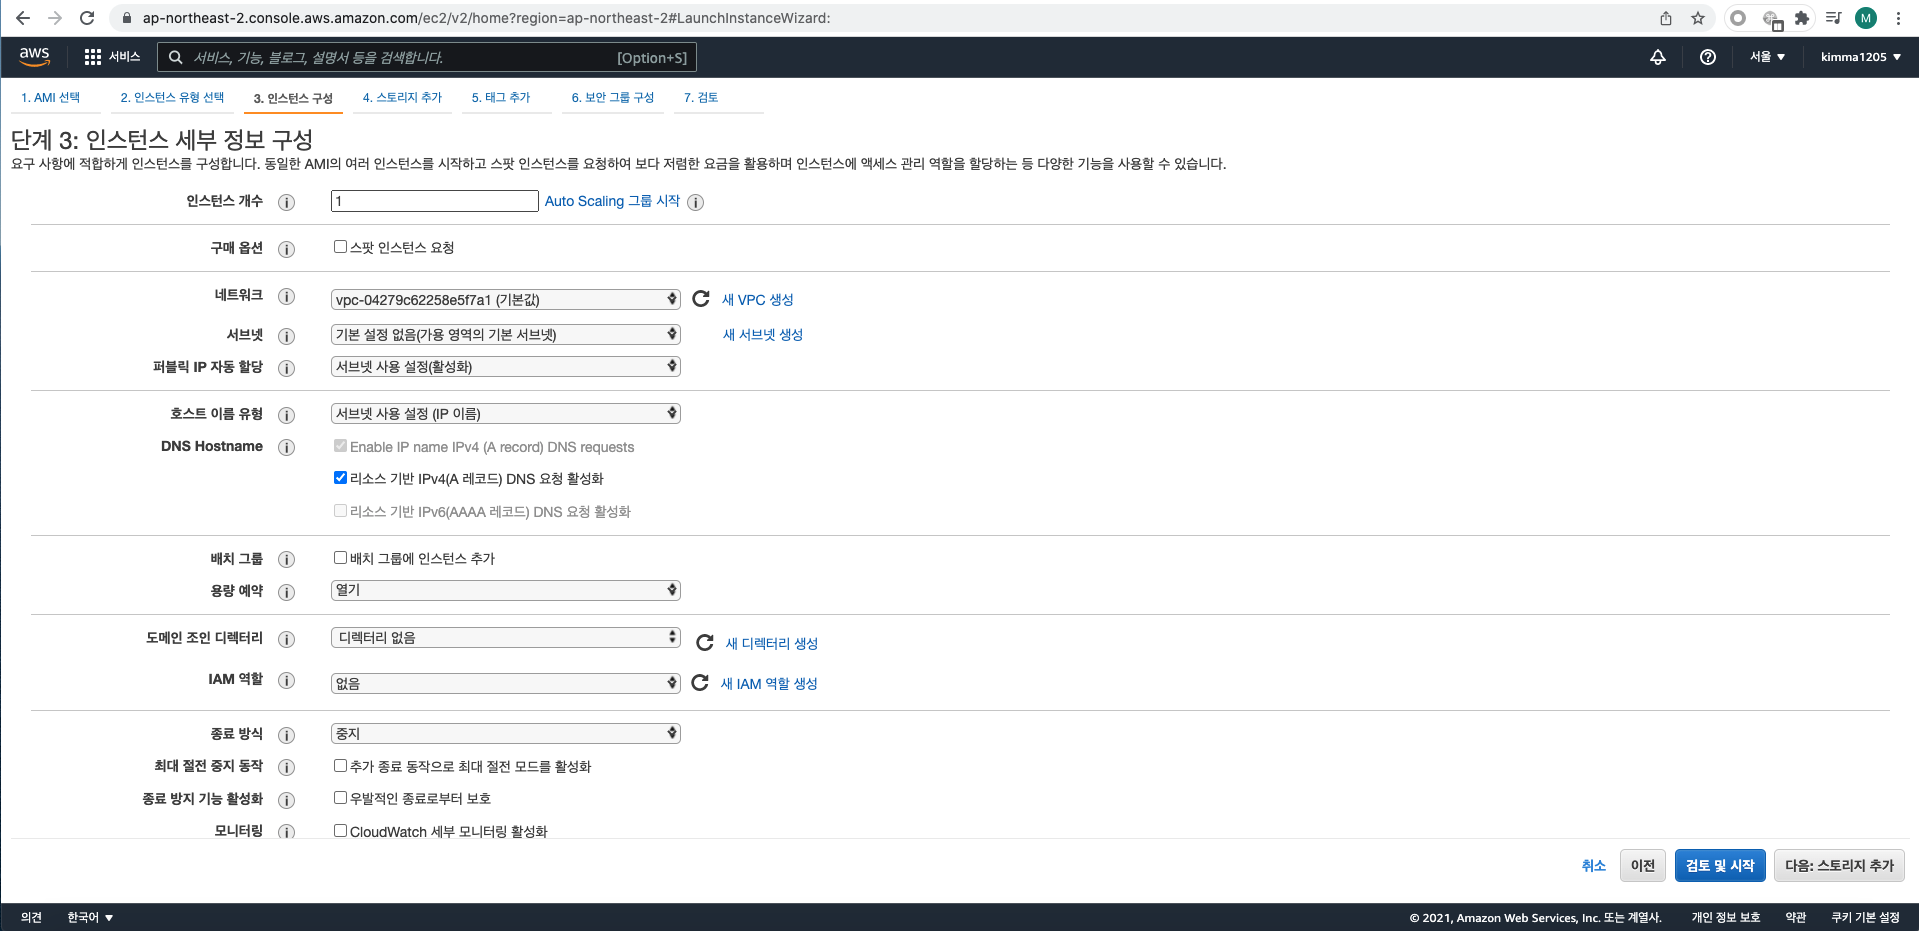 ap-northeast-2.console.aws.amazon.com/ec2/v2/home?region=ap-northeast-2#LaunchInstanceWizard:
M
aws 서비스 서비스, 기능, 블로그, 설명서 등을 검색합니다. [Option+S] 서울 kimma1205
1. AMI 선택 2. 인스턴스 유형 선택 3. 인스턴스 구성 4. 스토리지 추가 5. 태그 추가 6. 보안 그룹 구성 7. 검토
단계 3: 인스턴스 세부 정보 구성
요구 사항에 적합하게 인스턴스를 구성합니다. 동일한 AMI의 여러 인스턴스를 시작하고 스팟 인스턴스를 요청하여 보다 저렴한 요금을 활용하며 인스턴스에 액세스 관리 역할을 할당하는 등 다양한 기능을 사용할 수 있습니다.
인스턴스 개수 1 Auto Scaling 그룹 시작
구매 옵션 스팟 인스턴스 요청
네트워크 vpc-04279c62258e5f7a1 (기본값) 새 VPC 생성
서브넷 기본 설정 없음(가용 영역의 기본 서브넷) 새 서브넷 생성
퍼블릭 IP 자동 할당 서브넷 사용 설정(활성화)
호스트 이름 유형 서브넷 사용 설정 (IP 이름)
DNS Hostname Enable IP name IPv4 (A record) DNS requests
리소스 기반 IPv4(A 레코드) DNS 요청 활성화
리소스 기반 IPv6(AAAA 레코드) DNS 요청 활성화
배치 그룹 배치 그룹에 인스턴스 추가
용량 예약 열기
도메인 조인 디렉터리 디렉터리 없음 새 디렉터리 생성
IAM 역할 없음 새 IAM 역할 생성
종료 방식 중지
최대 절전 중지 동작 추가 종료 동작으로 최대 절전 모드를 활성화
종료 방지 기능 활성화 우발적인 종료로부터 보호
모니터링 CloudWatch 세부 모니터링 활성화
취소 이전 검토 및 시작 다음: 스토리지 추가
의견 한국어 © 2021, Amazon Web Services, Inc. 또는 계열사. 개인 정보 보호 약관 쿠키 기본 설정